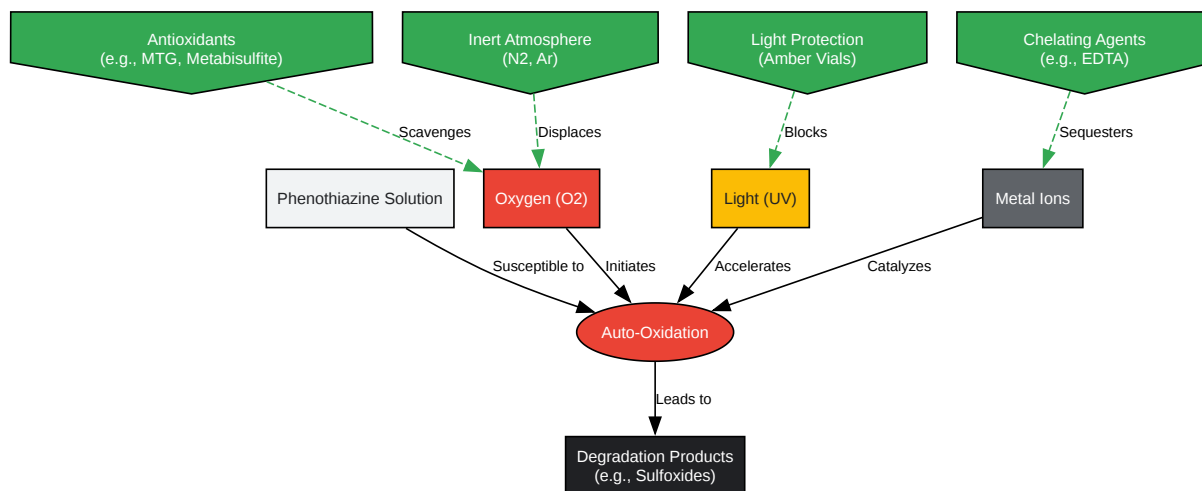 Antioxidants
(e.g., MTG, Metabisulfite)
Inert Atmosphere
(N2, Ar)
Light Protection
(Amber Vials)
Chelating Agents
(e.g., EDTA)
Scavenges
Displaces
Blocks
Sequesters
Phenothiazine Solution
Oxygen (O2)
Light (UV)
Metal Ions
Susceptible to
Initiates
Accelerates
Catalyzes
Auto-Oxidation
Leads to
Degradation Products
(e.g., Sulfoxides)